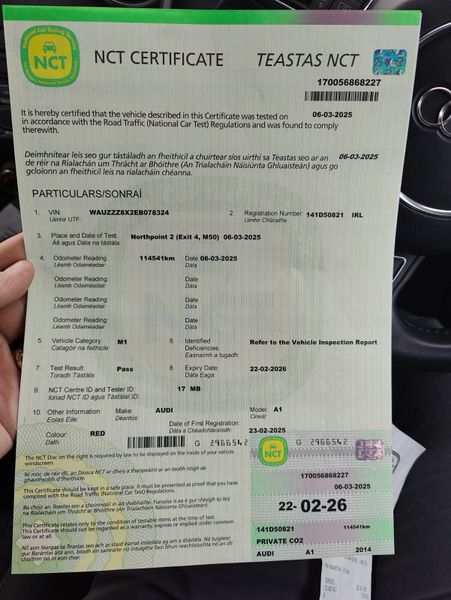 National Car Testing Service
NCT
NCT CERTIFICATE
TEASTAS NCT
170056868227
It is hereby certified that the vehicle described in this Certificate was tested on 06-03-2025
in accordance with the Road Traffic (National Car Test) Regulations and was found to comply
therewith.
Deimhnítear leis seo gur tástáladh an fheithicil a chuirtear síos uirthi sa Teastas seo ar an 06-03-2025
de réir na Rialachán um Thrácht ar Bhóithre (An Trialacháin Náisiúnta Ghluaisteán) agus go
gcloíonn an fheithicil leis na rialacháin chéanna.
PARTICULARS/SONRAÍ
1. VIN: WAUZZZ8X2EB078324 2. Registration Number 141D50821 IRL
Uimhir UTF Uimhir Chláraithe
3. Place and Date of Test. Northpoint 2 (Exit 4, M50) 06-03-2025
Áit agus Dáta na tástála.
4. Odometer Reading 114541km Date 06-03-2025
Léamh Odaiméadair Dáta
Odometer Reading Date
Léamh Odaiméadair Dáta
Odometer Reading Date
Léamh Odaiméadair Dáta
Odometer Reading Date
Léamh Odaiméadair Dáta
5. Vehicle Category M1 6 Identified Refer to the Vehicle Inspection Report
Catagóir na feithicle: Deficiencies
Easnaimh a tugadh
7. Test Result: Pass 8 Expiry Date 22-02-2026
Toradh Tástála: Dáta Éaga
9. NCT Centre ID and Tester ID: 17 MB
Ionad NCT ID agus Tástálaí ID:
10. Other Information: Make: AUDI Model: A1
Eolas Eile: Déantús:
Date of First Registration 23-02-2025
Colour: RED
Dath:
G 2966542
G 2966542
The NCT Disc on the right is required by law to be displayed on the inside of your vehicle
windscreen.
This Certificate should be kept in a safe place. It must be presented as proof that you have
complied with the Road Traffic (National Car Test) Regulations.
This Certificate relates only to the condition of testable items at the time of test.
This Certificate should not be regarded as a warranty, express or implied under common
law or at all.
NCT
170056868227
06-03-2025
22-02-26
141D50821 114541km
PRIVATE CO2
AUDI A1 2014